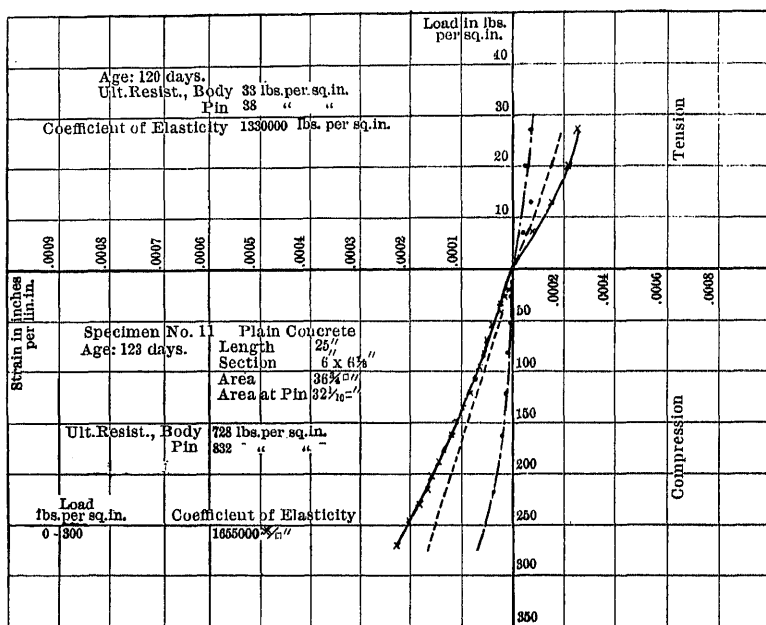 Load in lbs.
per sq.in.
40
30
20
10
Tension
Age: 120 days.
Ult.Resist., Body 33 lbs.per.sq.in.
Pin 38 “ “
Coefficient of Elasticity 1330000 lbs. per sq.in.
.0009
.0008
.0007
.0006
.0005
.0004
.0003
.0002
.0001
.0002
.0004
.0006
.0008
Strain in inches
per lin.in.
Specimen No. 11 Plain Concrete
Age: 123 days.
Length 25"
Section 6 x 6⅛"
Area 36¾ □"
Area at Pin 32 1/10 □"
Ult.Resist., Body 728 lbs.per sq.in.
Pin 832 “ “
Load
lbs.per sq.in.
Coefficient of Elasticity
0 - 300
1655000 #/□"
50
100
150
200
250
300
350
Compression